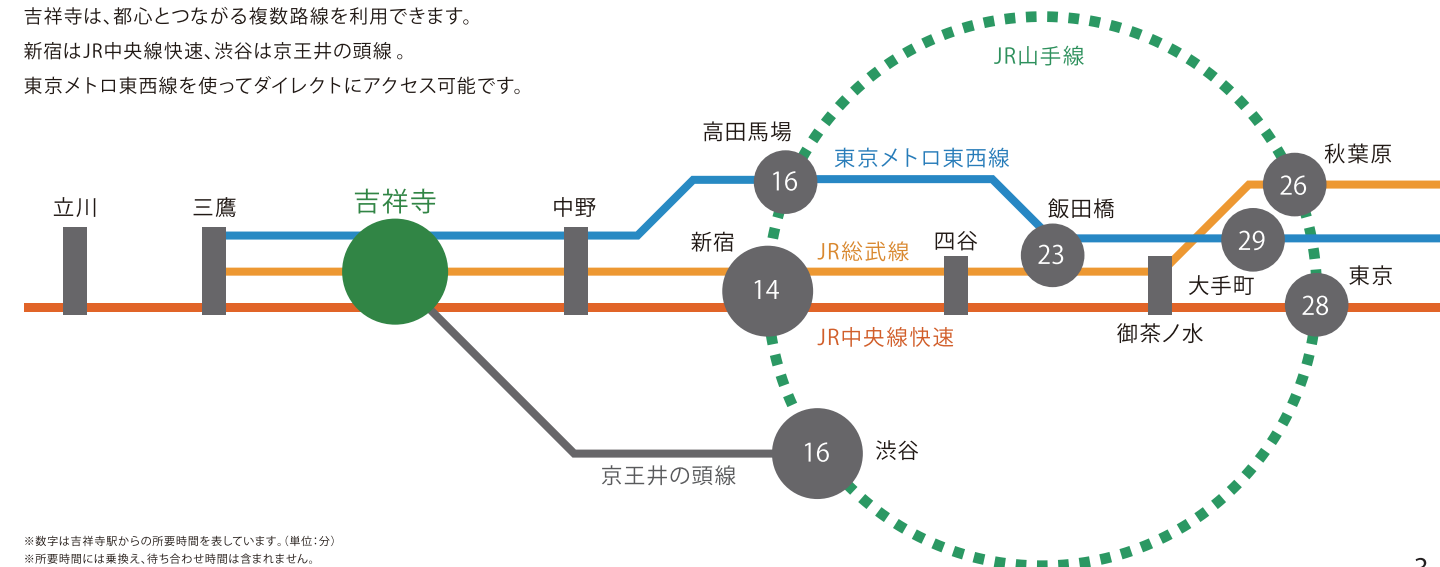 吉祥寺は、都心とつながる複数路線を利用できます。
新宿はJR中央線快速、渋谷は京王井の頭線 。
東京メトロ東西線を使ってダイレクトにアクセス可能です。
JR山手線
高田馬場
16
東京メトロ東西線
秋葉原
26
立川
三鷹
吉祥寺
中野
飯田橋
23
29
新宿
14
JR総武線
四谷
大手町
東京
28
御茶ノ水
JR中央線快速
16
渋谷
京王井の頭線
※数字は吉祥寺駅からの所要時間を表しています。(単位:分)
※所要時間には乗換え、待ち合わせ時間は含まれません。